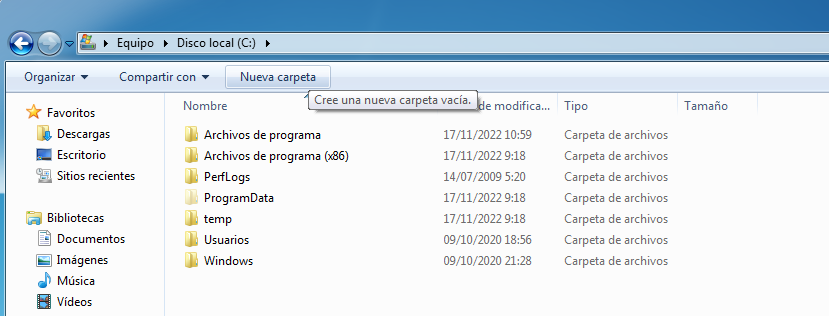 Equipo Disco local (C:)
Organizar Compartir con Nueva carpeta
Cree una nueva carpeta vacía.
Nombre de modifica... Tipo Tamaño
Favoritos
Descargas
Escritorio
Sitios recientes
Bibliotecas
Documentos
Imágenes
Música
Vídeos
Archivos de programa 17/11/2022 10:59 Carpeta de archivos
Archivos de programa (x86) 17/11/2022 9:18 Carpeta de archivos
PerfLogs 14/07/2009 5:20 Carpeta de archivos
ProgramData 17/11/2022 9:18 Carpeta de archivos
temp 17/11/2022 9:18 Carpeta de archivos
Usuarios 09/10/2020 18:56 Carpeta de archivos
Windows 09/10/2020 21:28 Carpeta de archivos